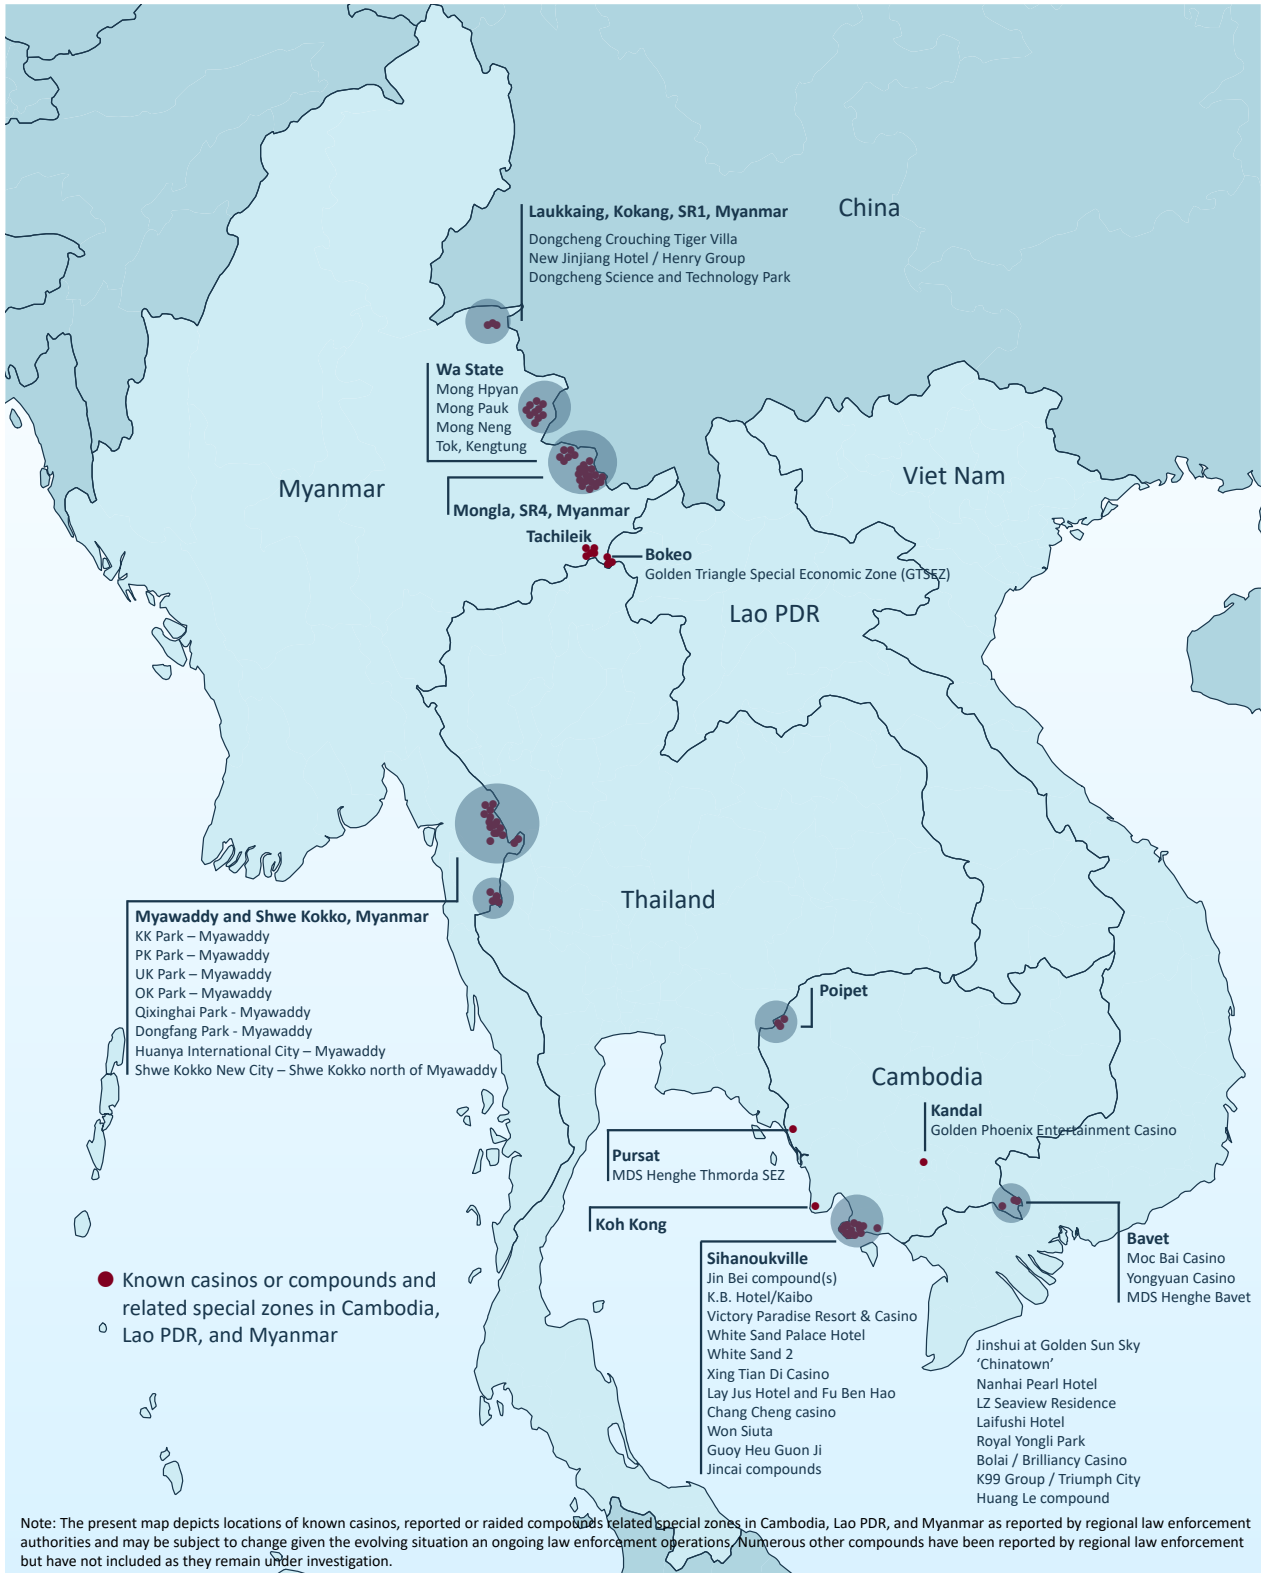 China
Laukkaing, Kokang, SR1, Myanmar
Dongcheng Crouching Tiger Villa
New Jinjiang Hotel / Henry Group
Dongcheng Science and Technology Park
Wa State
Mong Hpyan
Mong Pauk
Mong Neng
Tok, Kengtung
Myanmar
Viet Nam
Mongla, SR4, Myanmar
Tachileik
Bokeo
Golden Triangle Special Economic Zone (GTSEZ)
Lao PDR
Thailand
Myawaddy and Shwe Kokko, Myanmar
KK Park – Myawaddy
PK Park – Myawaddy
UK Park – Myawaddy
OK Park – Myawaddy
Qixinghai Park - Myawaddy
Dongfang Park - Myawaddy
Huanya International City – Myawaddy
Shwe Kokko New City – Shwe Kokko north of Myawaddy
Poipet
Cambodia
Kandal
Golden Phoenix Entertainment Casino
Pursat
MDS Henghe Thmorda SEZ
Koh Kong
Sihanoukville
Jin Bei compound(s)
K.B. Hotel/Kaibo
Victory Paradise Resort & Casino
White Sand Palace Hotel
White Sand 2
Xing Tian Di Casino
Lay Jus Hotel and Fu Ben Hao
Chang Cheng casino
Won Siuta
Guoy Heu Guon Ji
Jincai compounds
Bavet
Moc Bai Casino
Yongyuan Casino
MDS Henghe Bavet
Jinshui at Golden Sun Sky
‘Chinatown’
Nanhai Pearl Hotel
LZ Seaview Residence
Laifushi Hotel
Royal Yongli Park
Bolai / Brilliancy Casino
K99 Group / Triumph City
Huang Le compound
Known casinos or compounds and
related special zones in Cambodia,
Lao PDR, and Myanmar
Note: The present map depicts locations of known casinos, reported or raided compounds related special zones in Cambodia, Lao PDR, and Myanmar as reported by regional law enforcement
authorities and may be subject to change given the evolving situation an ongoing law enforcement operations. Numerous other compounds have been reported by regional law enforcement
but have not included as they remain under investigation.